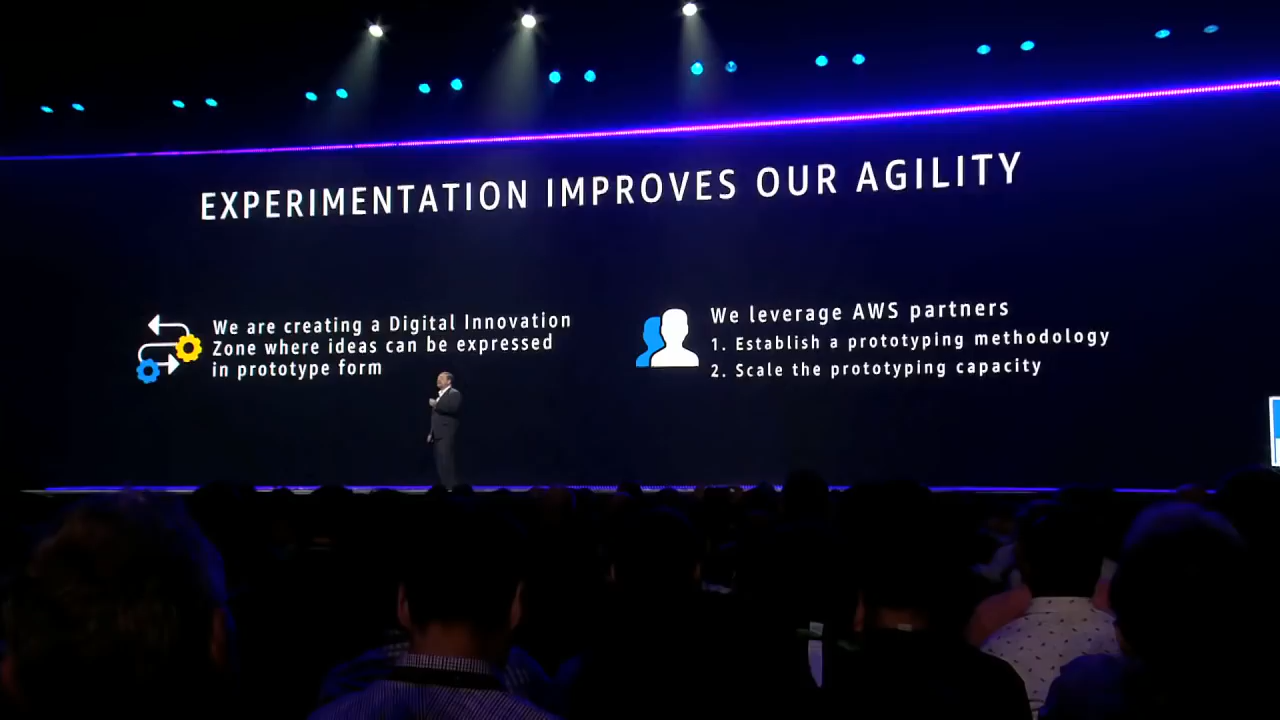 EXPERIMENTATION IMPROVES OUR AGILITY
We are creating a Digital Innovation
Zone where ideas can be expressed
in prototype form
We leverage AWS partners
1. Establish a prototyping methodology
2. Scale the prototyping capacity